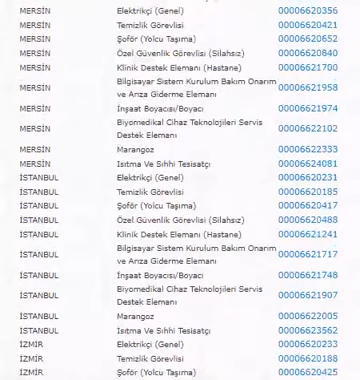 MERSİN Elektrikçi (Genel) 00006620356
MERSİN Temizlik Görevlisi 00006620421
MERSİN Şoför (Yolcu Taşıma) 00006620652
MERSİN Özel Güvenlik Görevlisi (Silahsız) 00006620840
MERSİN Klinik Destek Elemanı (Hastane) 00006621700
Bilgisayar Sistem Kurulum Bakım Onarım
MERSİN 00006621958
ve Arıza Giderme Elemanı
MERSİN İnşaat Boyacısı/Boyacı 00006621974
Biyomedikal Cihaz Teknolojileri Servis
MERSİN 00006622102
Destek Elemanı
MERSİN Marangoz 00006622333
MERSİN Isıtma Ve Sıhhi Tesisatçı 00006624081
İSTANBUL Elektrikçi (Genel) 00006620231
İSTANBUL Temizlik Görevlisi 00006620185
İSTANBUL Şoför (Yolcu Taşıma) 00006620417
İSTANBUL Özel Güvenlik Görevlisi (Silahsız) 00006620488
İSTANBUL Klinik Destek Elemanı (Hastane) 00006621241
Bilgisayar Sistem Kurulum Bakım Onarım
İSTANBUL 00006621717
ve Arıza Giderme Elemanı
İSTANBUL İnşaat Boyacısı/Boyacı 00006621748
Biyomedikal Cihaz Teknolojileri Servis
İSTANBUL 00006621907
Destek Elemanı
İSTANBUL Marangoz 00006622005
İSTANBUL Isıtma Ve Sıhhi Tesisatçı 00006623562
İZMİR Elektrikçi (Genel) 00006620233
İZMİR Temizlik Görevlisi 00006620188
İZMİR Şoför (Yolcu Taşıma) 00006620425